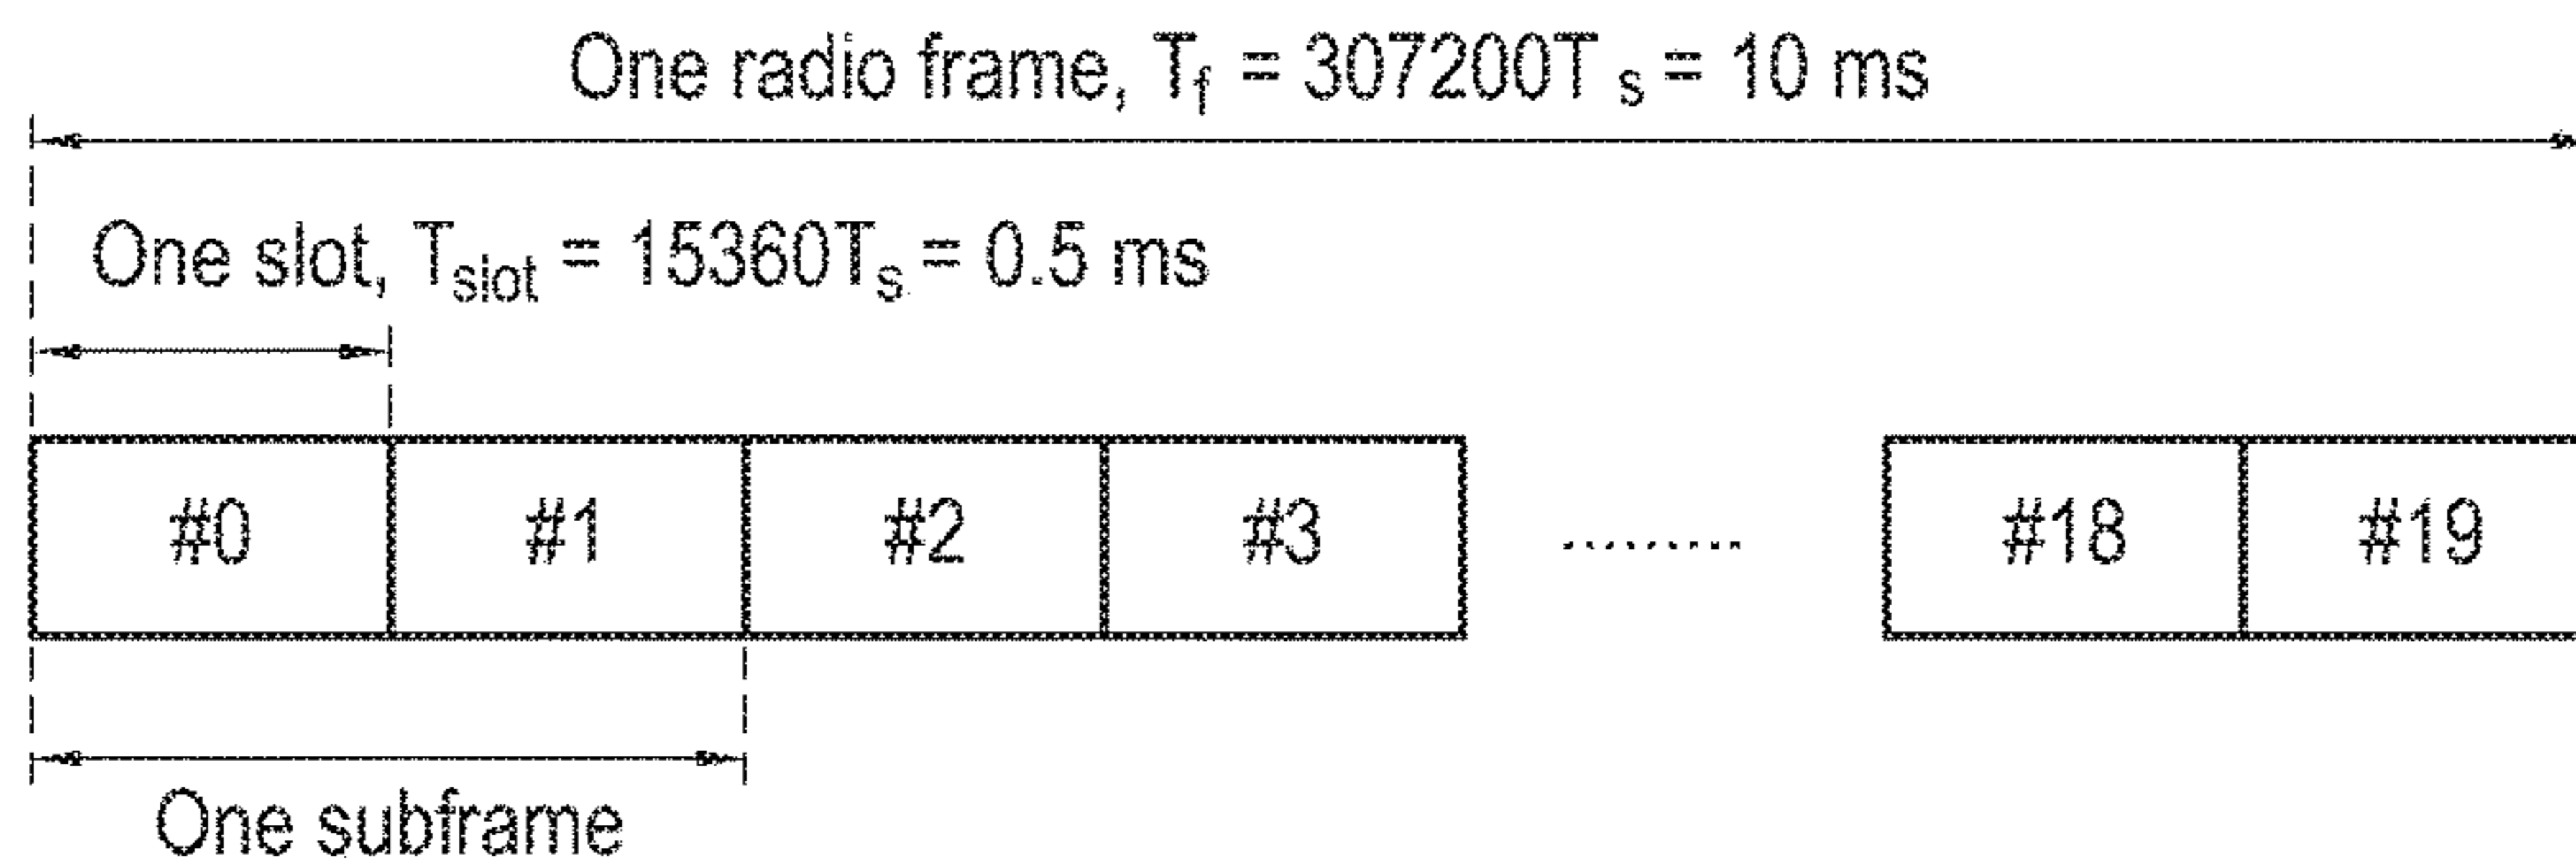 One radio frame, Tf = 307200T s = 10 ms
One slot, Tslot = 15360Ts = 0.5 ms
#0 #1 #2 #3 ......... #18 #19
One subframe